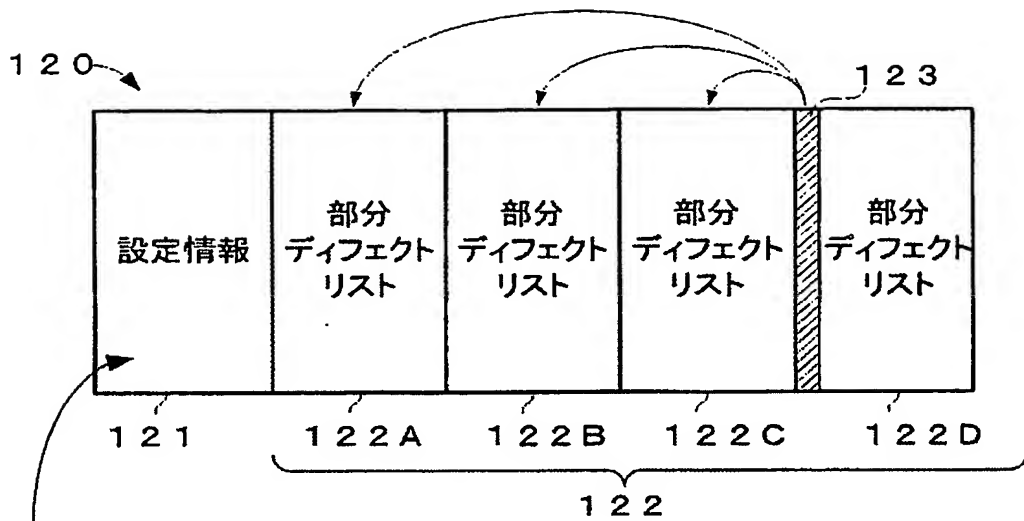 120
123
設定情報
部分
ディフェクト
リスト
部分
ディフェクト
リスト
部分
ディフェクト
リスト
部分
ディフェクト
リスト
121
122A
122B
122C
122D
122